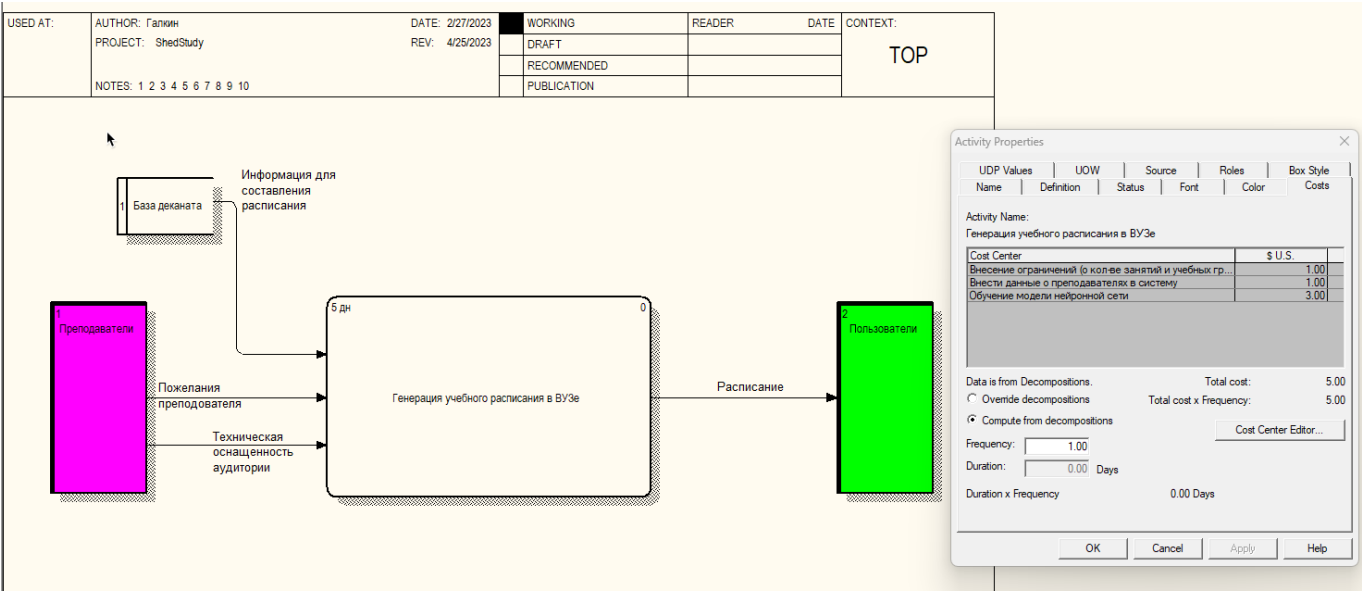 USED AT:
AUTHOR: Галкин
DATE: 2/27/2023
PROJECT: ShedStudy
REV: 4/25/2023
NOTES: 1 2 3 4 5 6 7 8 9 10
WORKING
DRAFT
RECOMMENDED
PUBLICATION
READER
DATE
CONTEXT:
TOP
Информация для
составления
расписания
1
База деканата
1
Преподаватели
Пожелания
преподователя
Техническая
оснащенность
аудитории
5 дн
0
Генерация учебного расписания в ВУЗе
Расписание
2
Пользователи
Activity Properties
UDP Values
UOW
Source
Roles
Box Style
Name
Definition
Status
Font
Color
Costs
Activity Name:
Генерация учебного расписания в ВУЗе
Cost Center
$ U.S.
Внесение ограничений (о кол-ве занятий и учебных гр...
1.00
Внести данные о преподавателях в систему
1.00
Обучение модели нейронной сети
3.00
Data is from Decompositions.
Total cost:
5.00
Override decompositions
Total cost x Frequency:
5.00
Compute from decompositions
Cost Center Editor...
Frequency:
1.00
Duration:
0.00
Days
Duration x Frequency
0.00 Days
OK
Cancel
Apply
Help